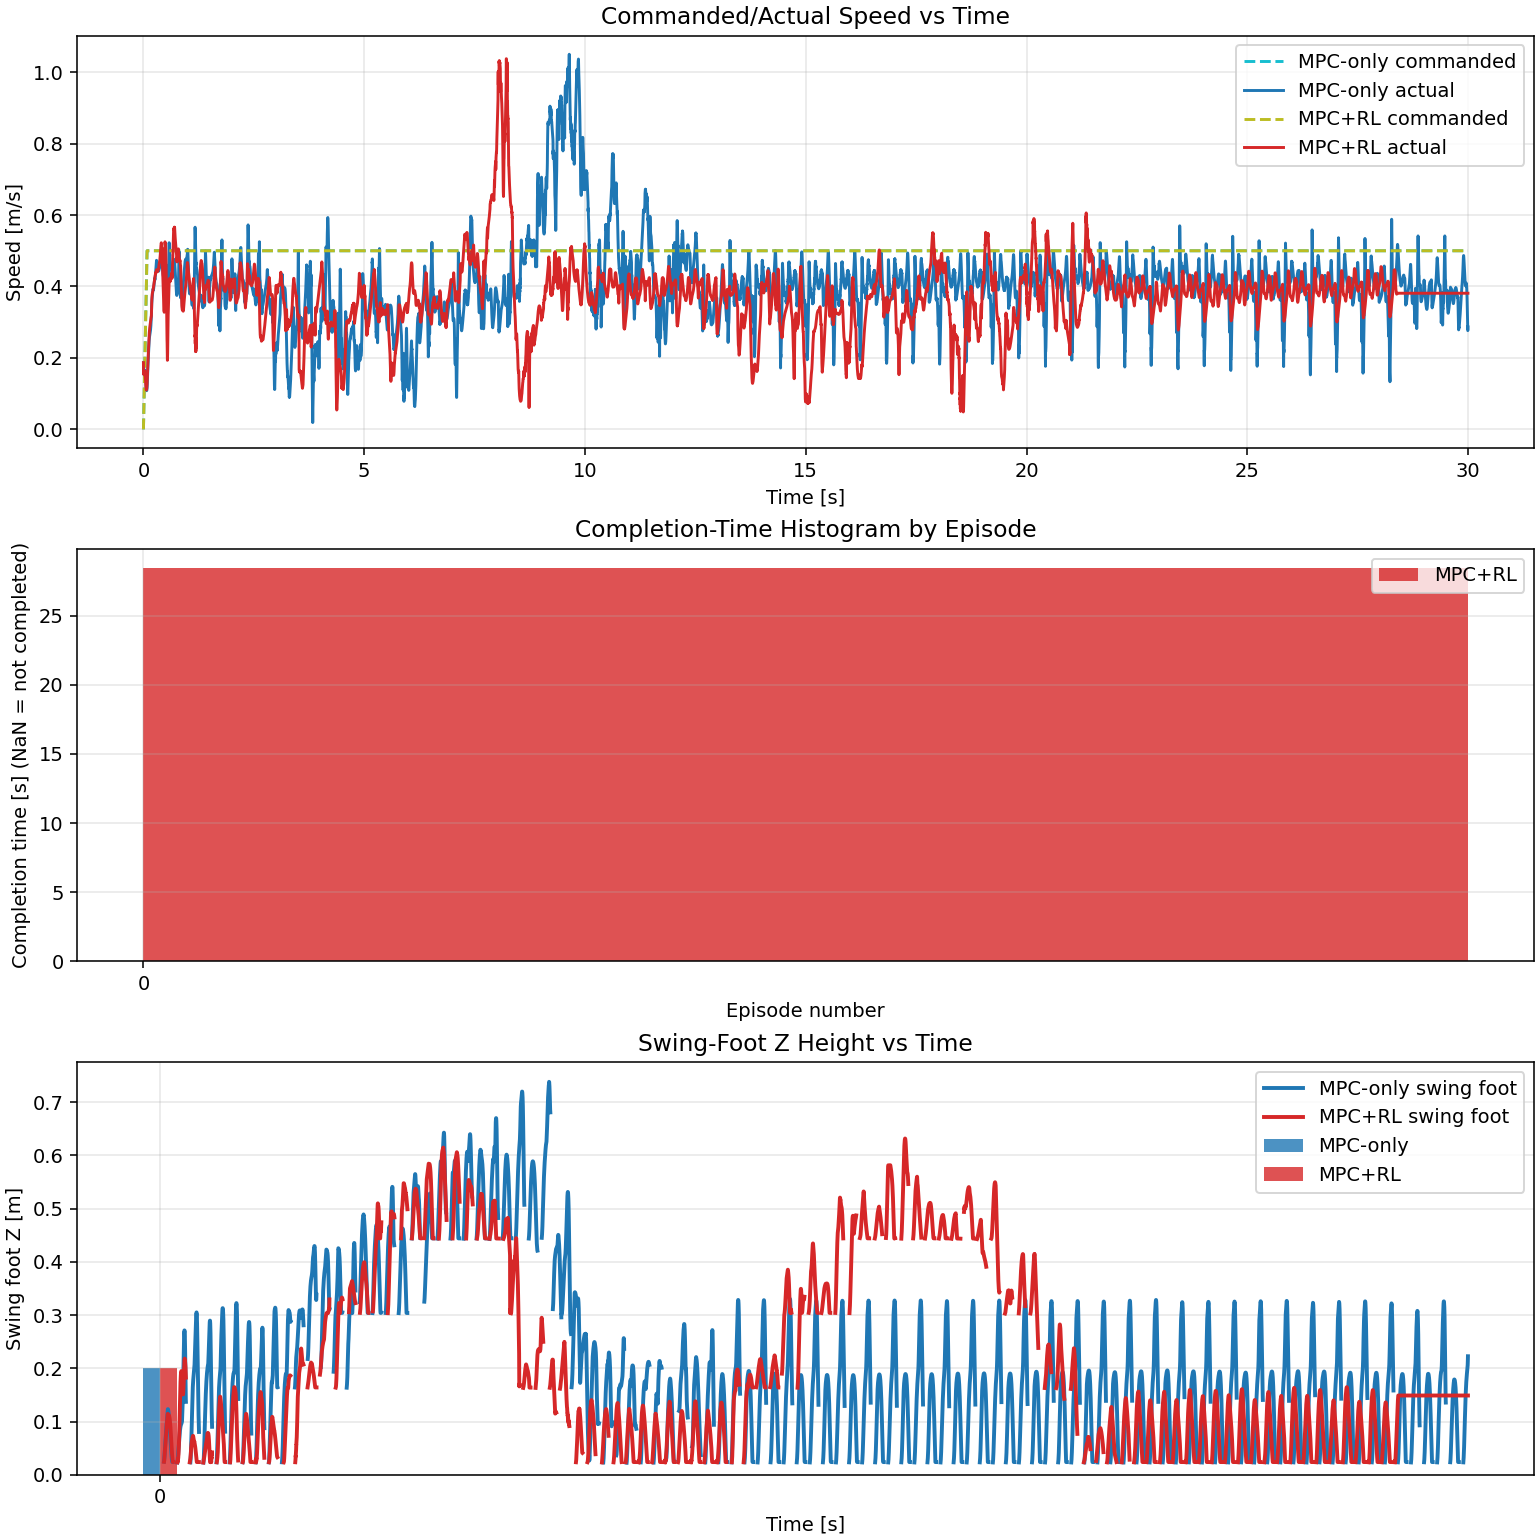 Commanded/Actual Speed vs Time
Speed [m/s]
1.0
0.8
0.6
0.4
0.2
0.0
MPC-only commanded
MPC-only actual
MPC+RL commanded
MPC+RL actual
0 5 10 15 20 25 30
Time [s]
Completion-Time Histogram by Episode
Completion time [s] (NaN = not completed)
25
20
15
10
5
0
MPC+RL
0
Episode number
Swing-Foot Z Height vs Time
Swing foot Z [m]
0.7
0.6
0.5
0.4
0.3
0.2
0.1
0.0
MPC-only swing foot
MPC+RL swing foot
MPC-only
MPC+RL
0
Time [s]